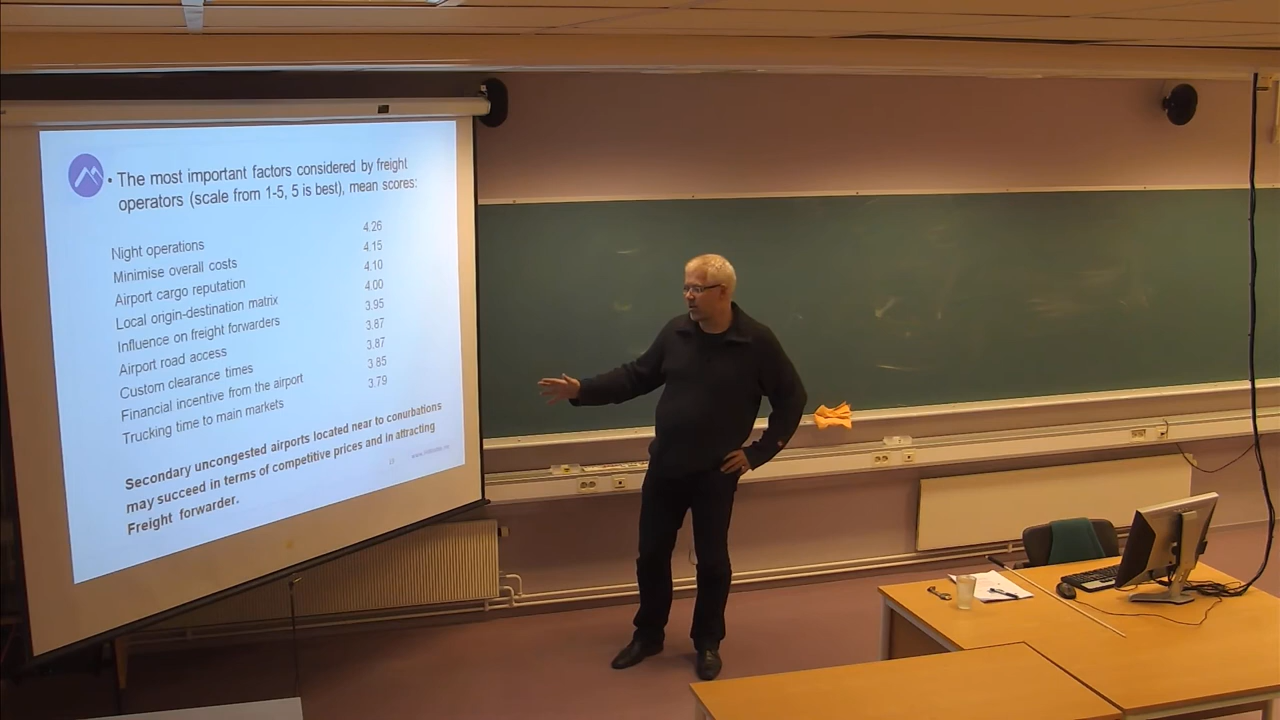 • The most important factors considered by freight
operators (scale from 1-5, 5 is best), mean scores:
Night operations 4.26
Minimise overall costs 4.15
Airport cargo reputation 4.10
Local origin-destination matrix 4.00
Influence on freight forwarders 3.95
Airport road access 3.87
Custom clearance times 3.87
Financial incentive from the airport 3.85
Trucking time to main markets 3.79
Secondary uncongested airports located near to conurbations
may succeed in terms of competitive prices and in attracting
Freight forwarder.